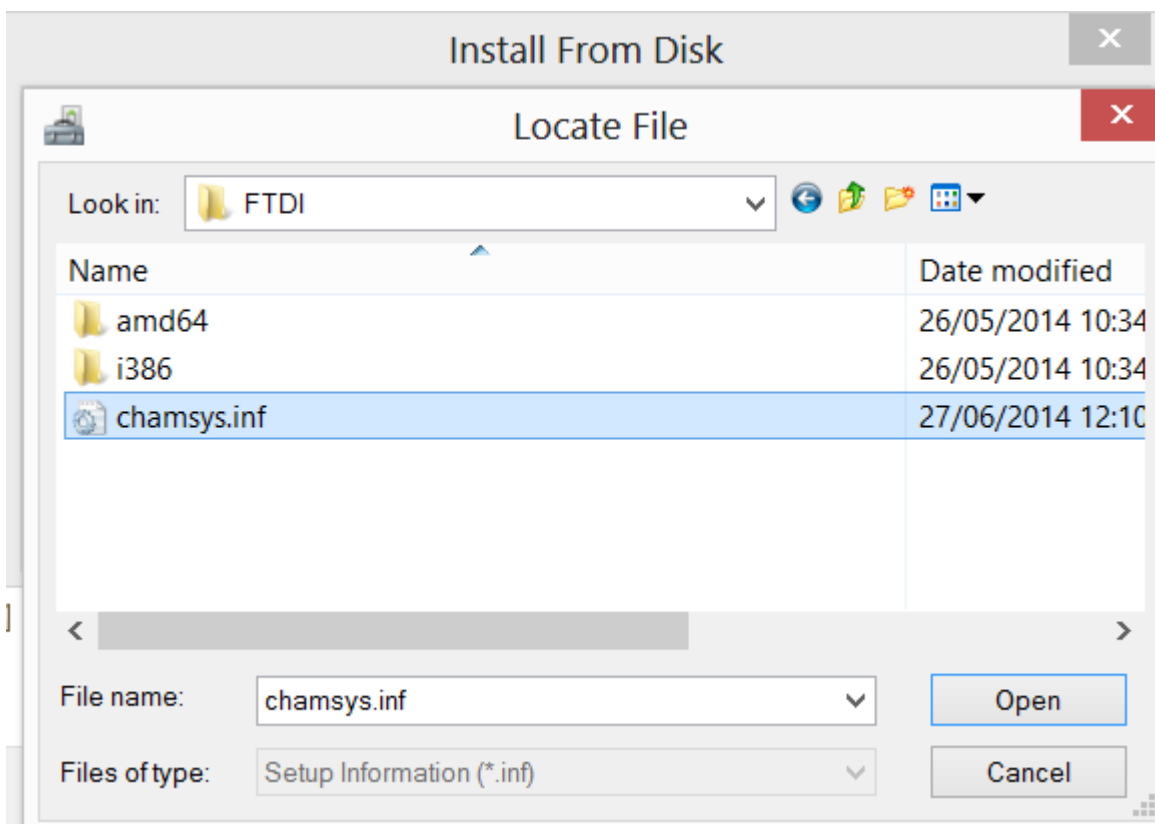 Install From Disk
Locate File
Look in: FTDI
Name Date modified
amd64 26/05/2014 10:34
i386 26/05/2014 10:34
chamsys.inf 27/06/2014 12:10
File name: chamsys.inf Open
Files of type: Setup Information (*.inf) Cancel